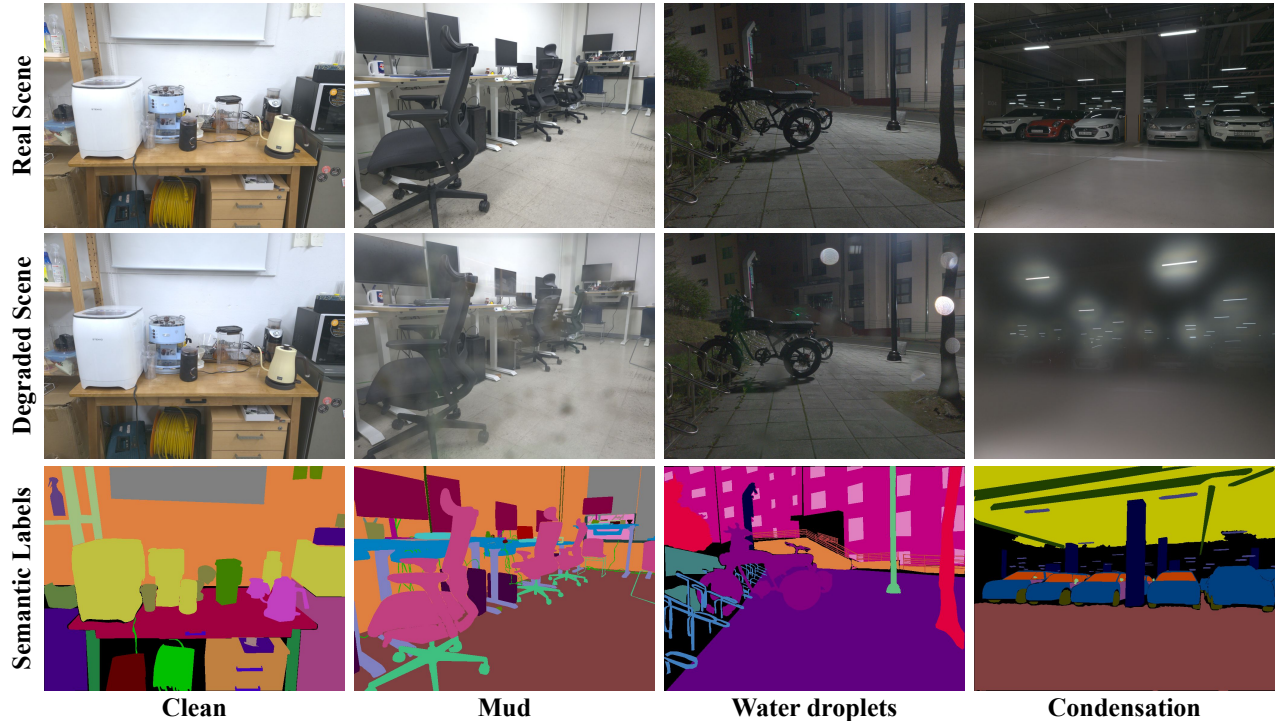 Real Scene
Degraded Scene
Semantic Labels
Clean
Mud
Water droplets
Condensation